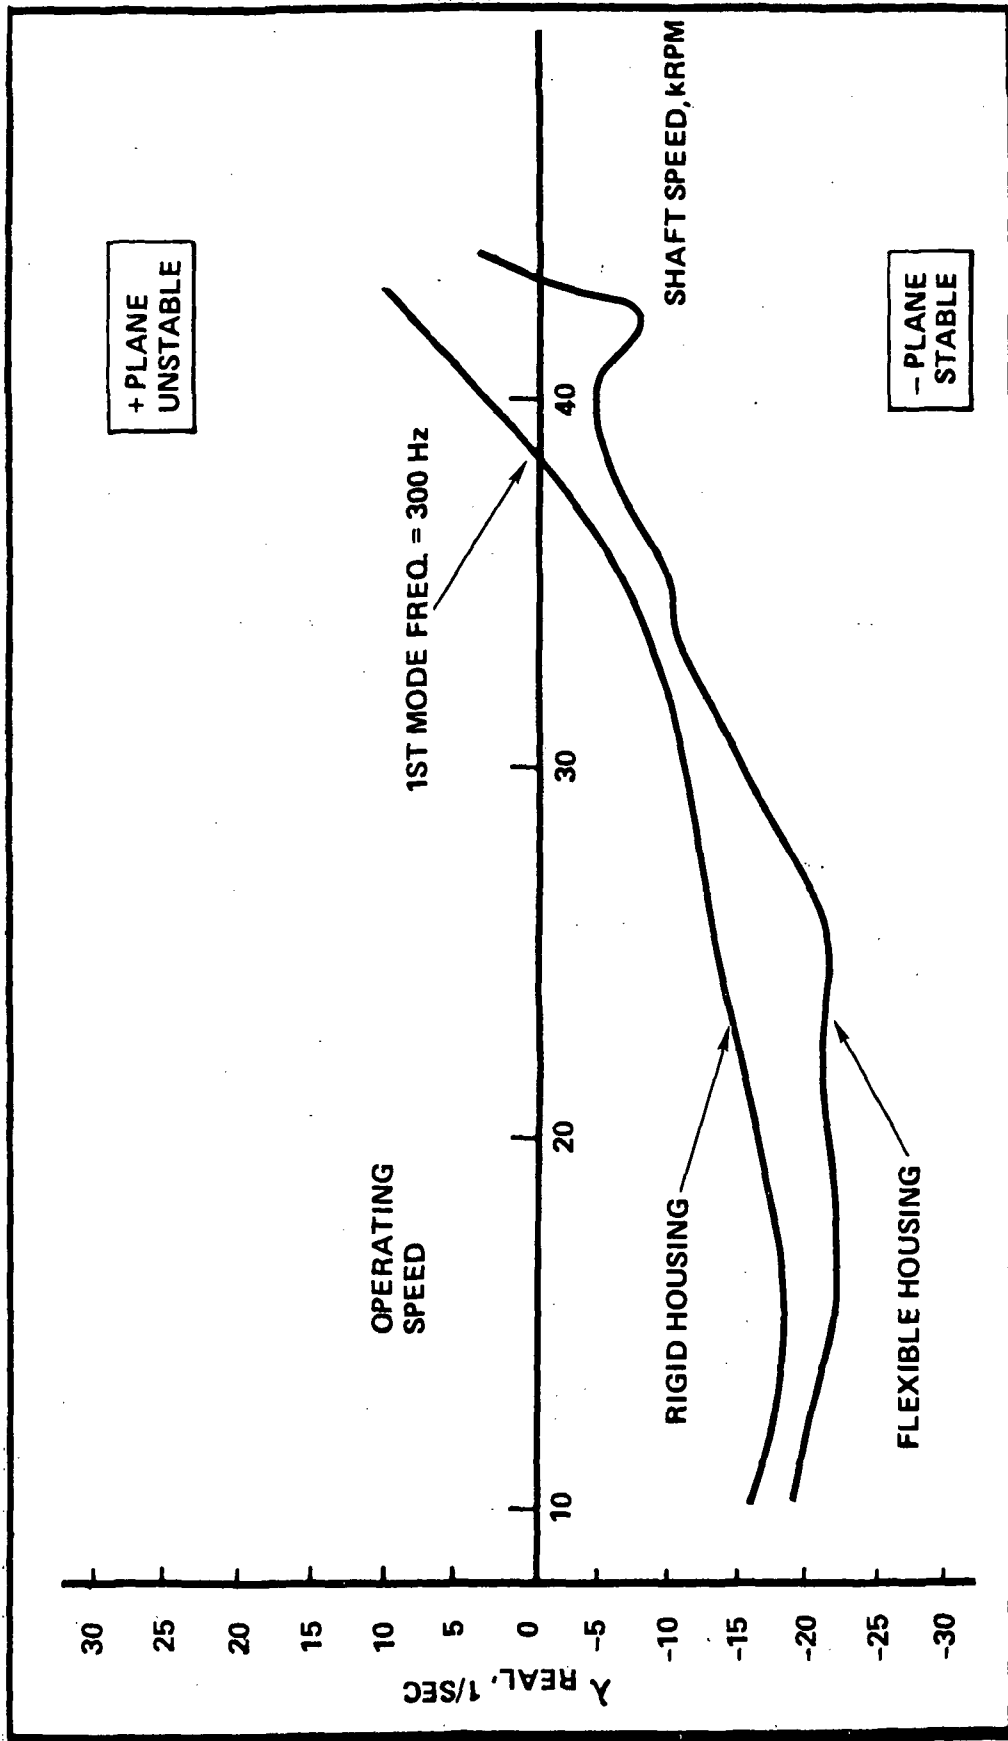 + PLANE
UNSTABLE
1ST MODE FREQ. = 300 Hz
OPERATING
SPEED
30
25
20
15
10
5
0
-5
-10
-15
-20
-25
-30
λ REAL, 1/SEC
10
20
30
40
SHAFT SPEED, kRPM
RIGID HOUSING
FLEXIBLE HOUSING
– PLANE
STABLE